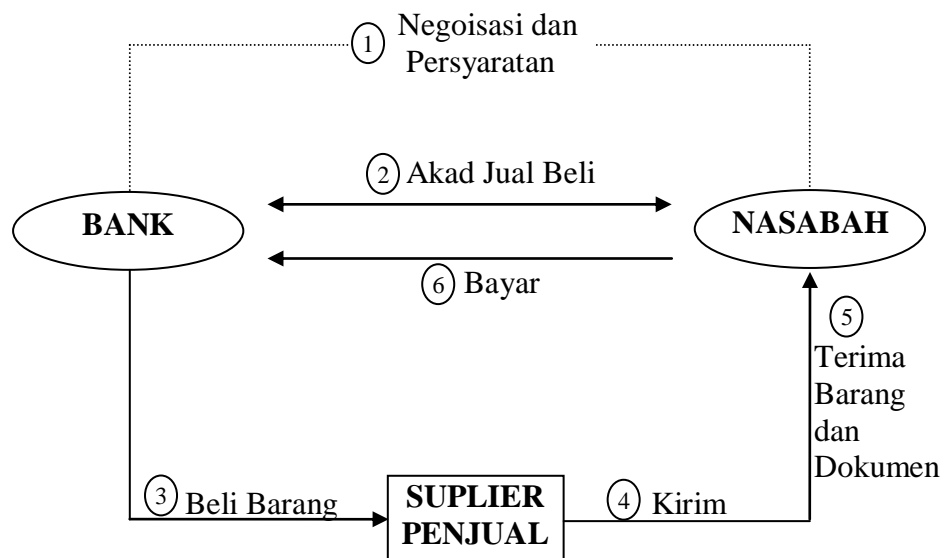 1 Negoisasi dan
Persyaratan
2 Akad Jual Beli
BANK
NASABAH
6 Bayar
5
Terima
Barang
dan
Dokumen
3 Beli Barang
SUPLIER
PENJUAL
4 Kirim